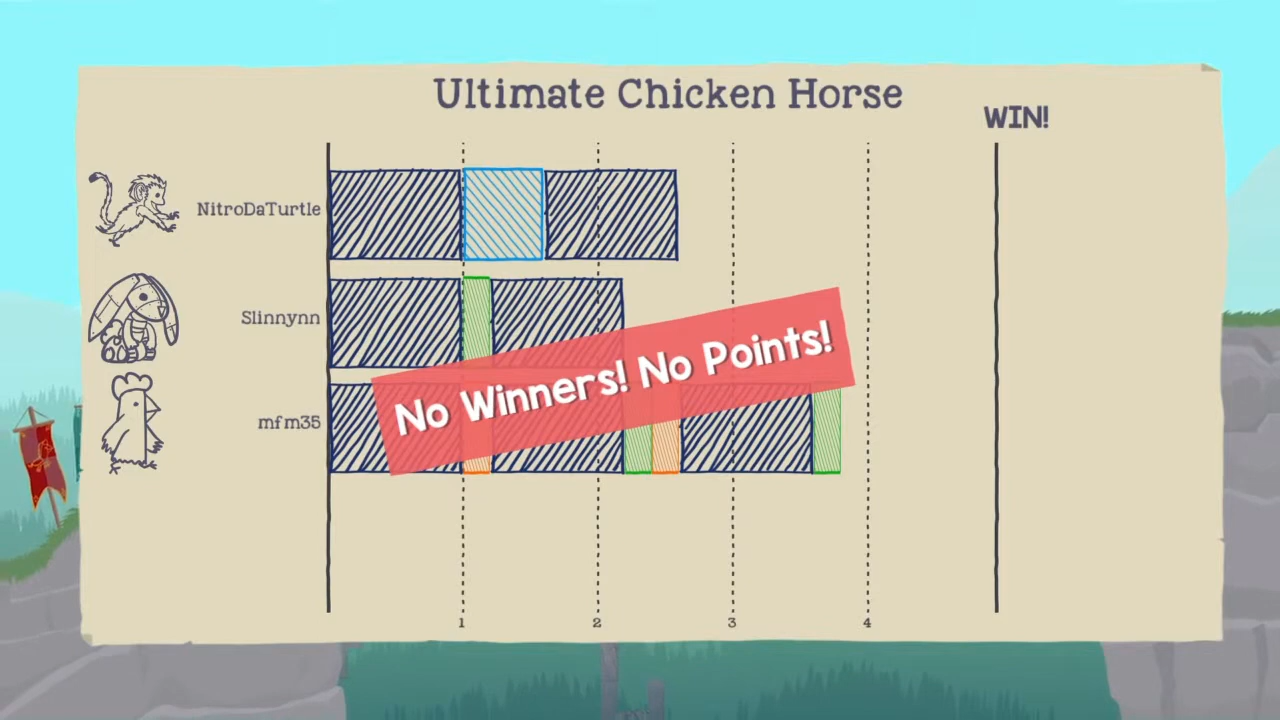 Ultimate Chicken Horse
WIN!
NitroDaTurtle
Slinnynn
mfm35
No Winners! No Points!
1 2 3 4